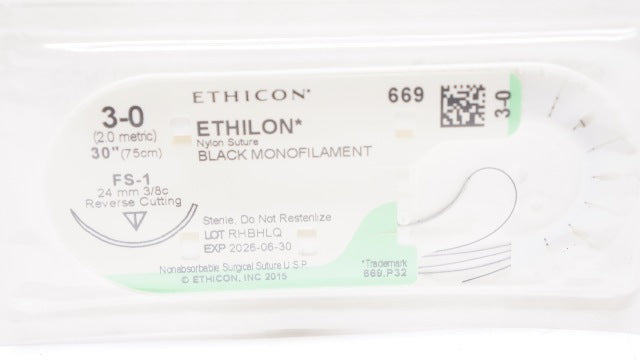 ETHICON*
669
3-0
3-0
(2.0 metric)
30" (75cm)
ETHILON*
Nylon Suture
BLACK MONOFILAMENT
FS-1
24 mm 3/8c
Reverse Cutting
Sterile. Do Not Resterilize
LOT RHBHLQ
EXP 2026-06-30
Nonabsorbable Surgical Suture U.S.P.
© ETHICON, INC 2015
*Trademark
669.P32